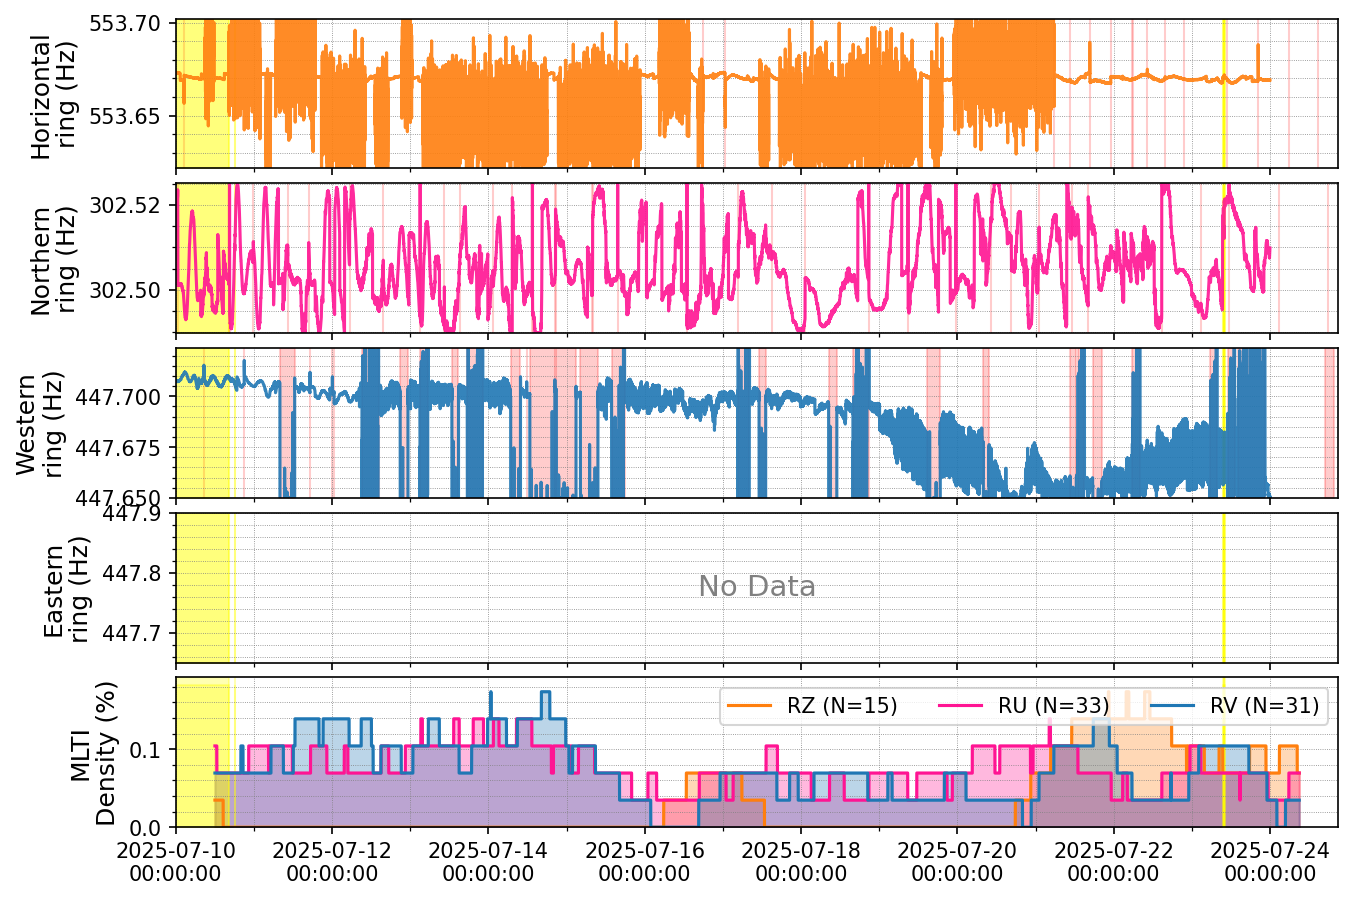 Horizontal
ring (Hz)
553.70
553.65
Northern
ring (Hz)
302.52
302.50
Western
ring (Hz)
447.700
447.675
447.650
Eastern
ring (Hz)
447.9
447.8
447.7
No Data
MLTI
Density (%)
0.1
0.0
RZ (N=15)
RU (N=33)
RV (N=31)
2025-07-10
00:00:00
2025-07-12
00:00:00
2025-07-14
00:00:00
2025-07-16
00:00:00
2025-07-18
00:00:00
2025-07-20
00:00:00
2025-07-22
00:00:00
2025-07-24
00:00:00